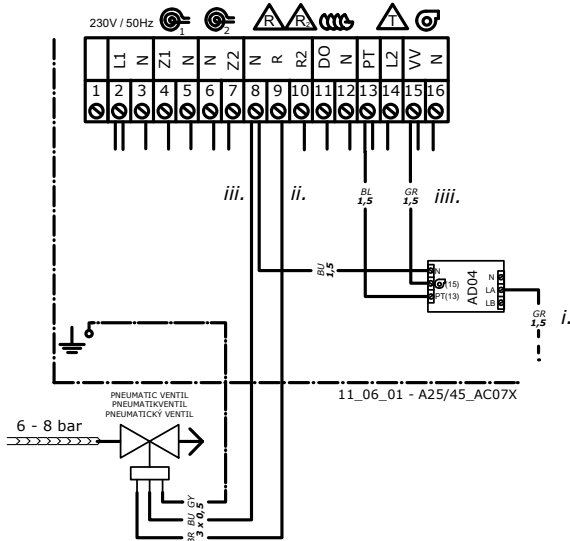 230V / 50Hz
1
2
R
R2
T
L1 N Z1 N N Z2 N R R2 DO N PT L2 VV N
1 2 3 4 5 6 7 8 9 10 11 12 13 14 15 16
iii.
ii.
BL
1,5
GR
1,5
iiii.
BU
1,5
N
(15)
PT(13)
AD04
N
LA
LB
GR
1,5
i.
11_06_01 - A25/45_AC07X
PNEUMATIC VENTIL
PNEUMATIKVENTIL
PNEUMATICKÝ VENTIL
6 - 8 bar
BR BU GY
3 x 0,5